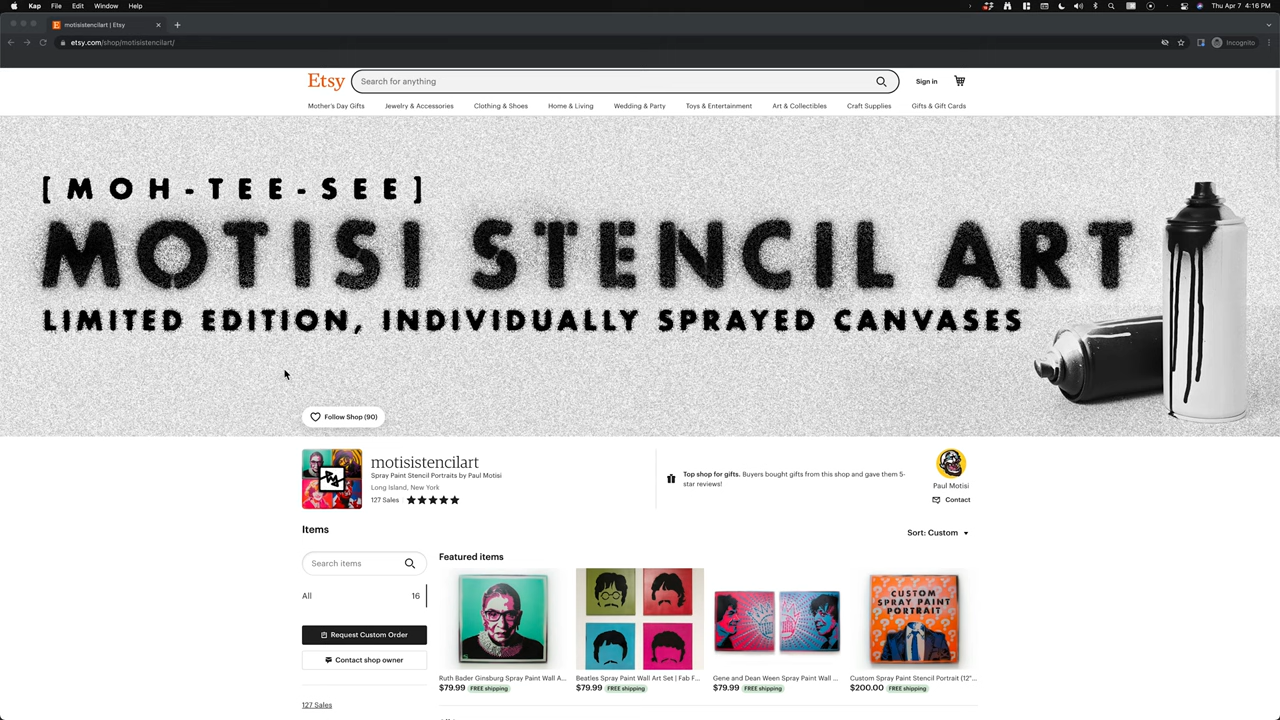 Kap File Edit Window Help
Thu Apr 7 4:16 PM
motisistencilart | Etsy
etsy.com/shop/motisistencilart/
Incognito
Etsy
Search for anything
Sign in
Mother's Day Gifts Jewelry & Accessories Clothing & Shoes Home & Living Wedding & Party Toys & Entertainment Art & Collectibles Craft Supplies Gifts & Gift Cards
[MOH-TEE-SEE]
MOTISI STENCIL ART
LIMITED EDITION, INDIVIDUALLY SPRAYED CANVASES
Follow Shop (90)
motisistencilart
Spray Paint Stencil Portraits by Paul Motisi
Long Island, New York
127 Sales
Top shop for gifts. Buyers bought gifts from this shop and gave them 5-
star reviews!
Paul Motisi
Contact
Items
Sort: Custom
Search items
All 16
Request Custom Order
Contact shop owner
127 Sales
Featured items
CUSTOM
SPRAY PAINT
PORTRAIT
Ruth Bader Ginsburg Spray Paint Wall A...
$79.99 FREE shipping
Beatles Spray Paint Wall Art Set | Fab F...
$79.99 FREE shipping
Gene and Dean Ween Spray Paint Wall ...
$79.99 FREE shipping
Custom Spray Paint Stencil Portrait (12"...
$200.00 FREE shipping